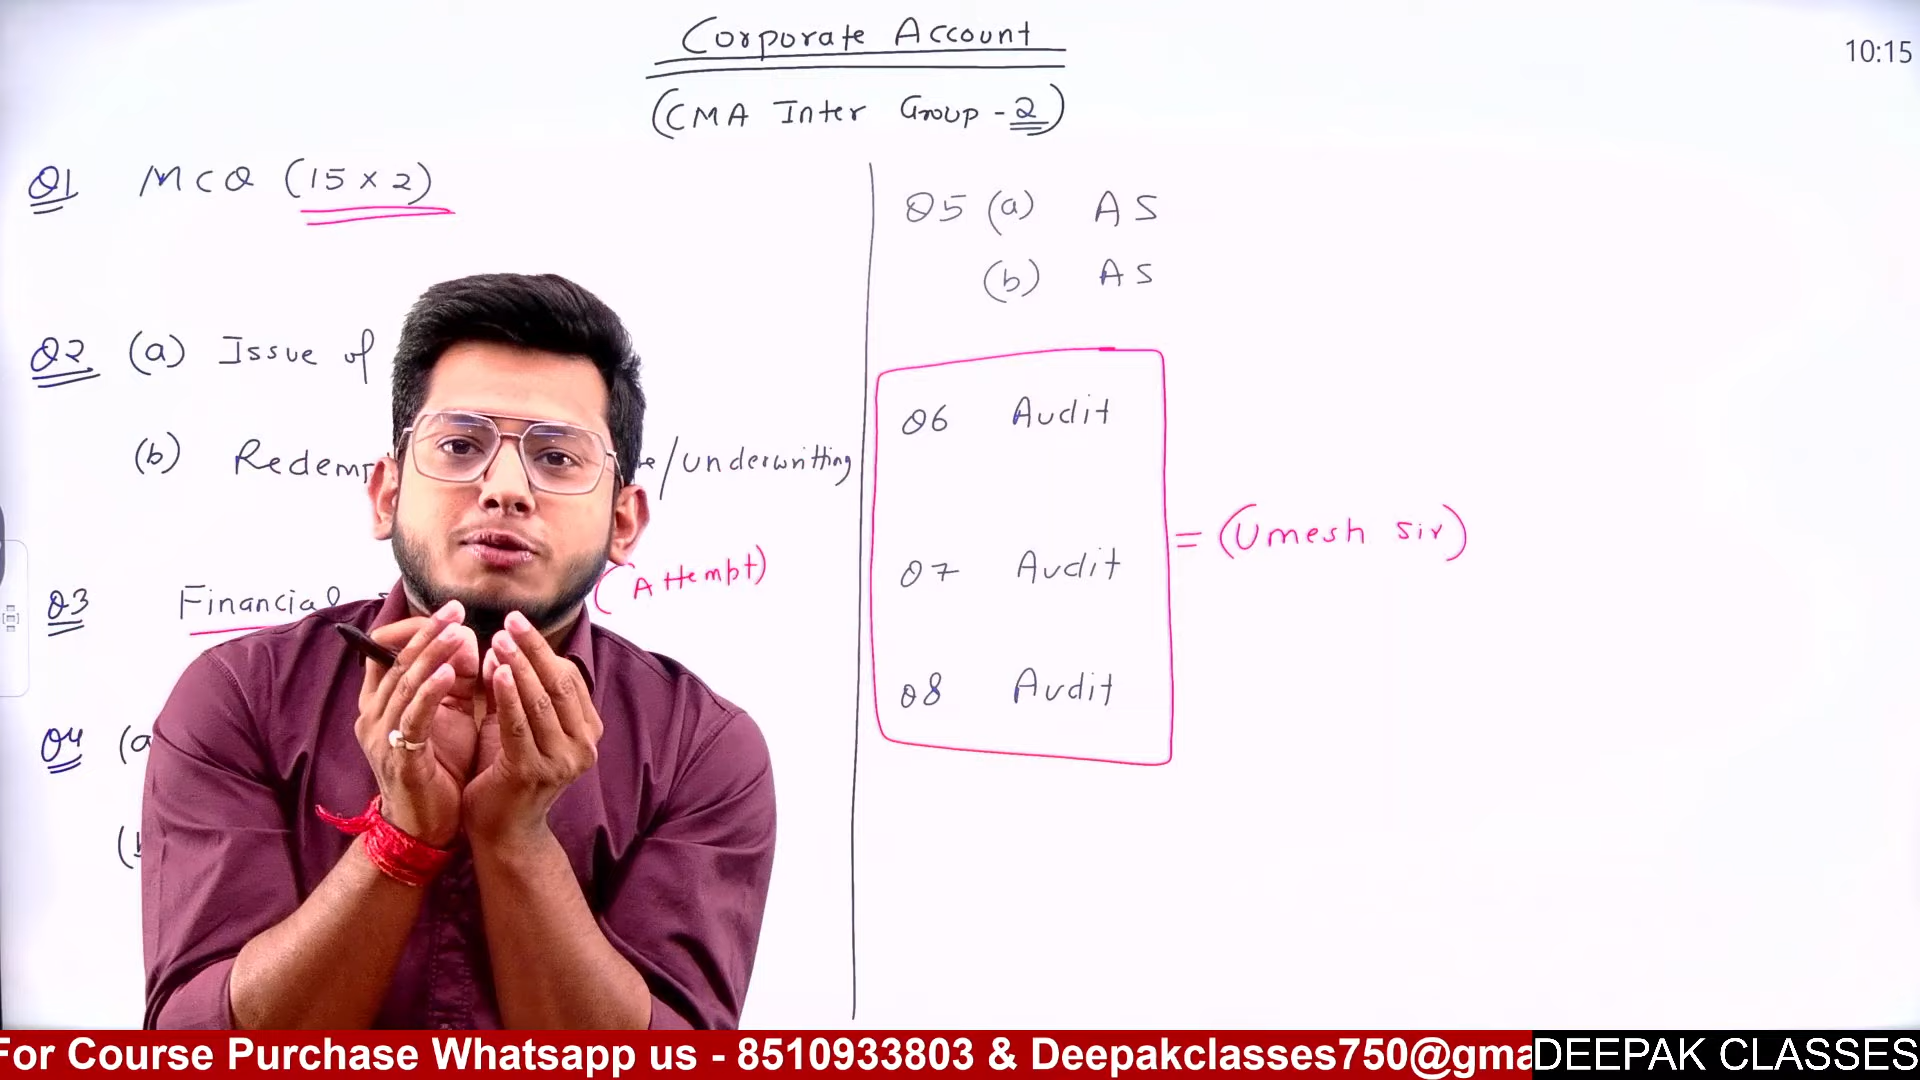 Corporate Account
(CMA Inter Group - 2)
10:15
Q1 MCQ (15 x 2)
Q2 (a) Issue of
(b) /underwritting
Q3 Financial
(Attempt)
Q4 (a
Q5 (a) AS
(b) AS
Q6 Audit
Q7 Audit
Q8 Audit
= (Umesh sir)
For Course Purchase Whatsapp us - 8510933803 & Deepakclasses750@gma
DEEPAK CLASSES